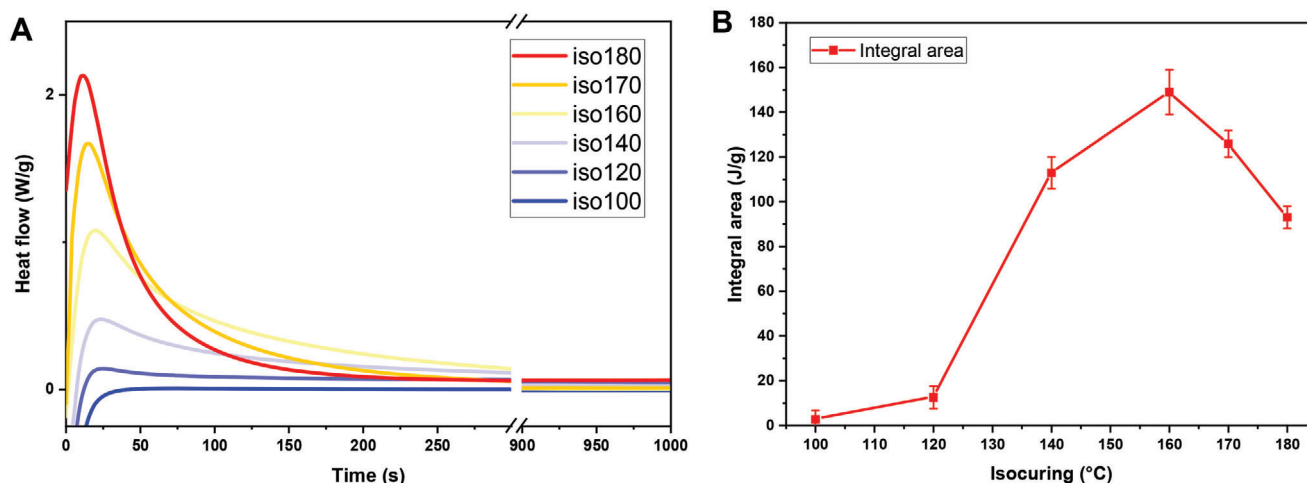 A
Heat flow (W/g)
2
0
iso180
iso170
iso160
iso140
iso120
iso100
0 50 100 150 200 250 900 950 1000
Time (s)
B
Integral area (J/g)
180
160
140
120
100
80
60
40
20
0
Integral area
100 110 120 130 140 150 160 170 180
Isocuring (°C)